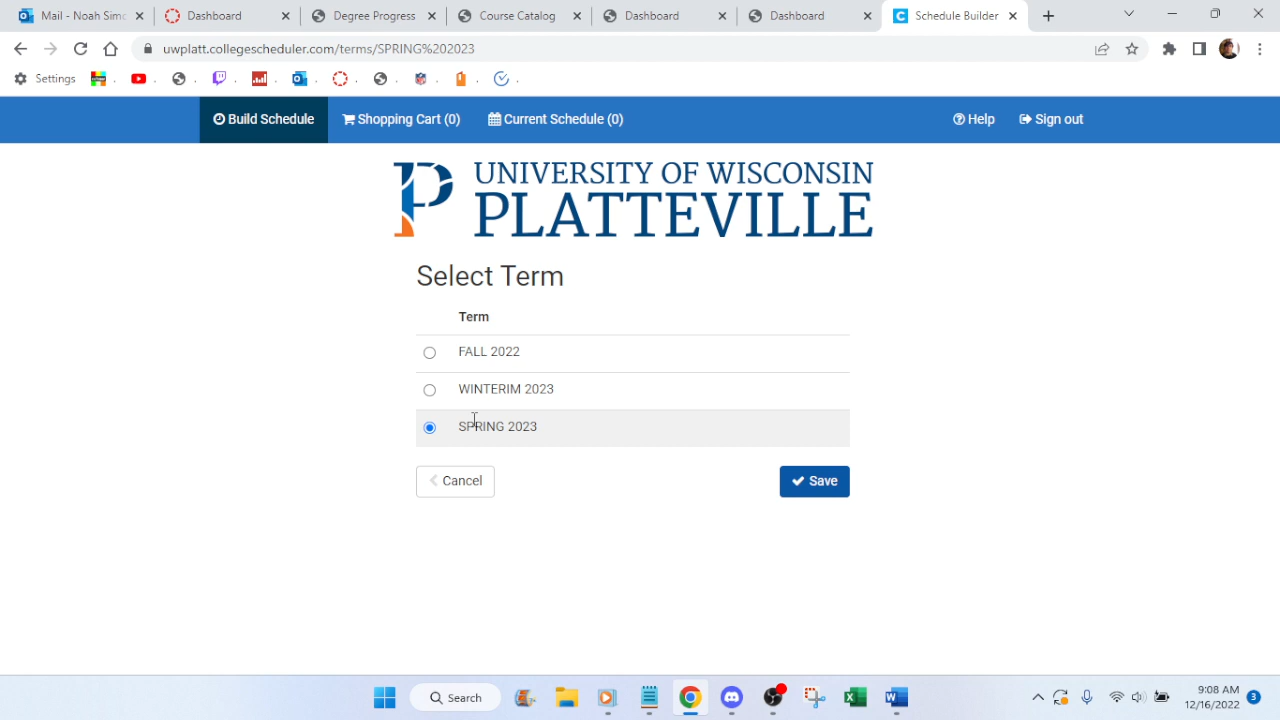 Mail - Noah Simo
Dashboard
Degree Progress
Course Catalog
Dashboard
Dashboard
Schedule Builder
uwplatt.collegescheduler.com/terms/SPRING%202023
Settings
Build Schedule
Shopping Cart (0)
Current Schedule (0)
Help
Sign out
UNIVERSITY OF WISCONSIN
PLATTEVILLE
Select Term
Term
FALL 2022
WINTERIM 2023
SPRING 2023
Cancel
Save
Search
9:08 AM
12/16/2022
3